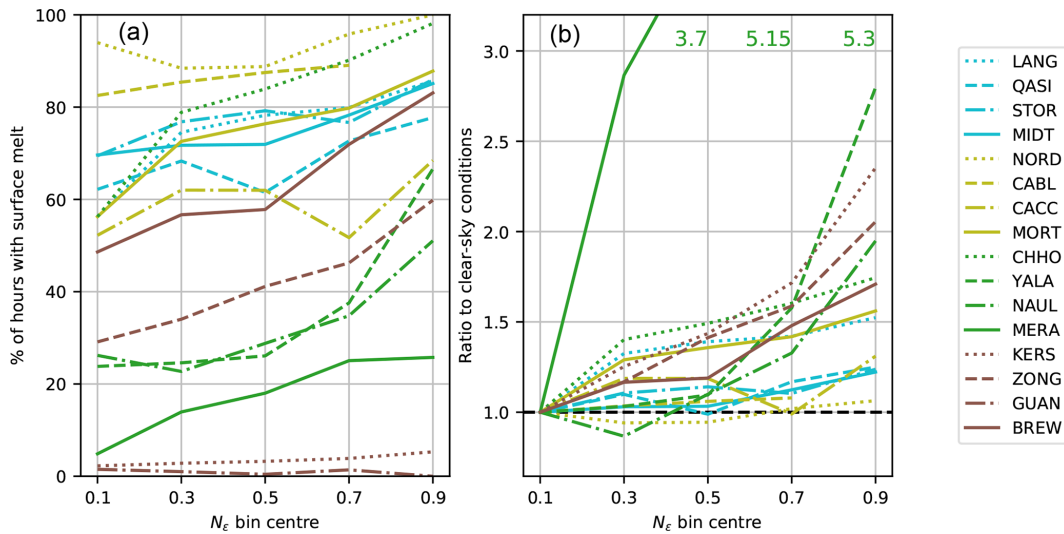 (a)
% of hours with surface melt
100
80
60
40
20
0
0.1 0.3 0.5 0.7 0.9
Nε bin centre
(b)
3.7 5.15 5.3
Ratio to clear-sky conditions
3.0
2.5
2.0
1.5
1.0
0.1 0.3 0.5 0.7 0.9
Nε bin centre
LANG
QASI
STOR
MIDT
NORD
CABL
CACC
MORT
CHHO
YALA
NAUL
MERA
KERS
ZONG
GUAN
BREW